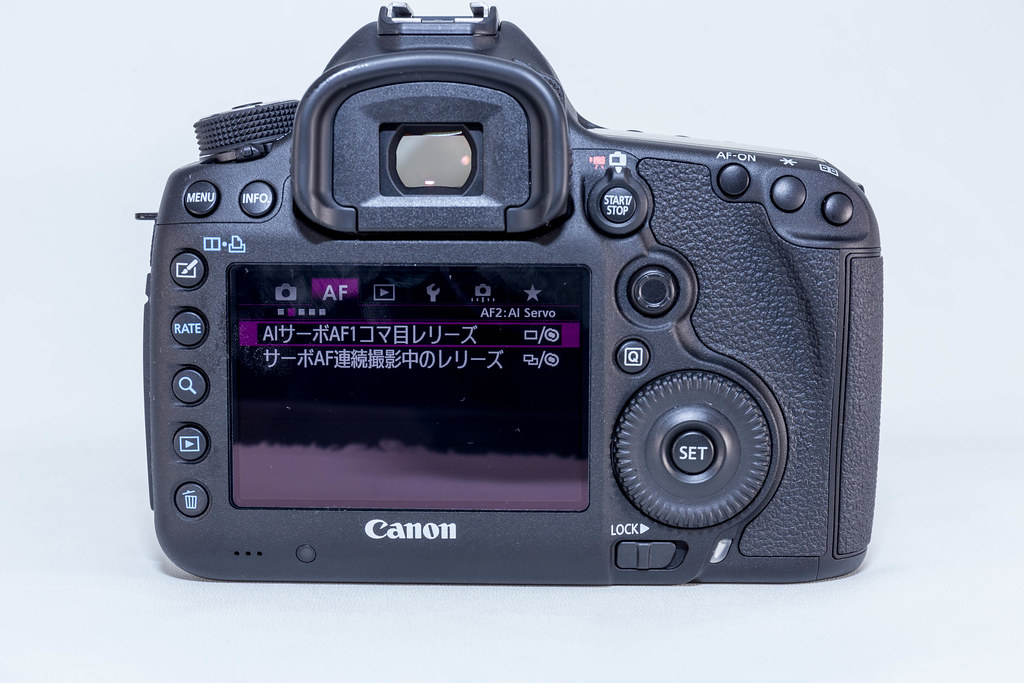 AF-ON
MENU
INFO.
START/
STOP
AF
AF2:AI Servo
RATE
AIサーボAF1コマ目レリーズ
サーボAF連続撮影中のレリーズ
Q
SET
Canon
LOCK